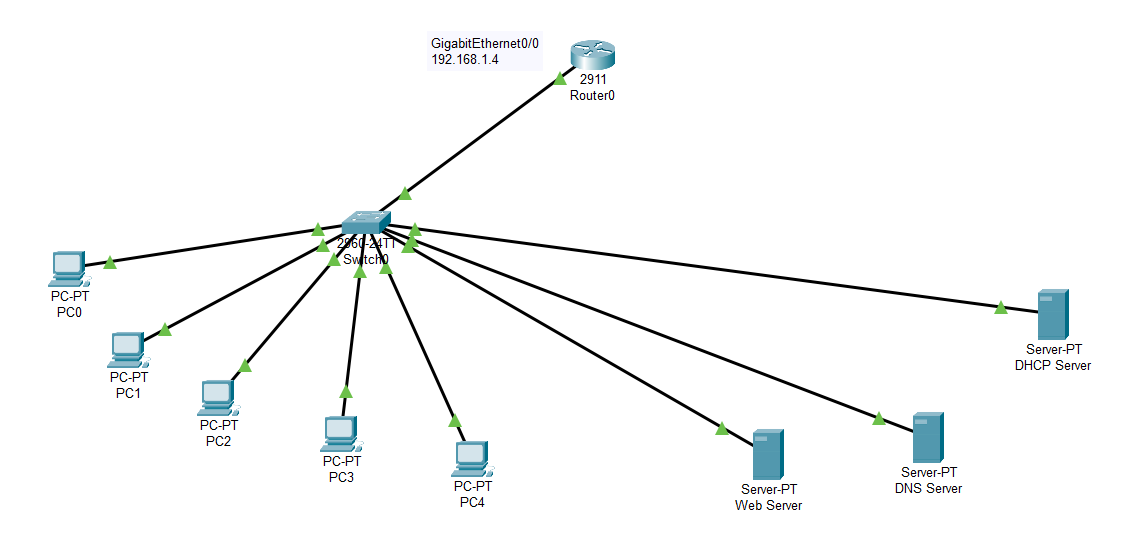 GigabitEthernet0/0
192.168.1.4
2911
Router0
2960-24TT
Switch0
PC-PT
PC0
PC-PT
PC1
PC-PT
PC2
PC-PT
PC3
PC-PT
PC4
Server-PT
Web Server
Server-PT
DNS Server
Server-PT
DHCP Server